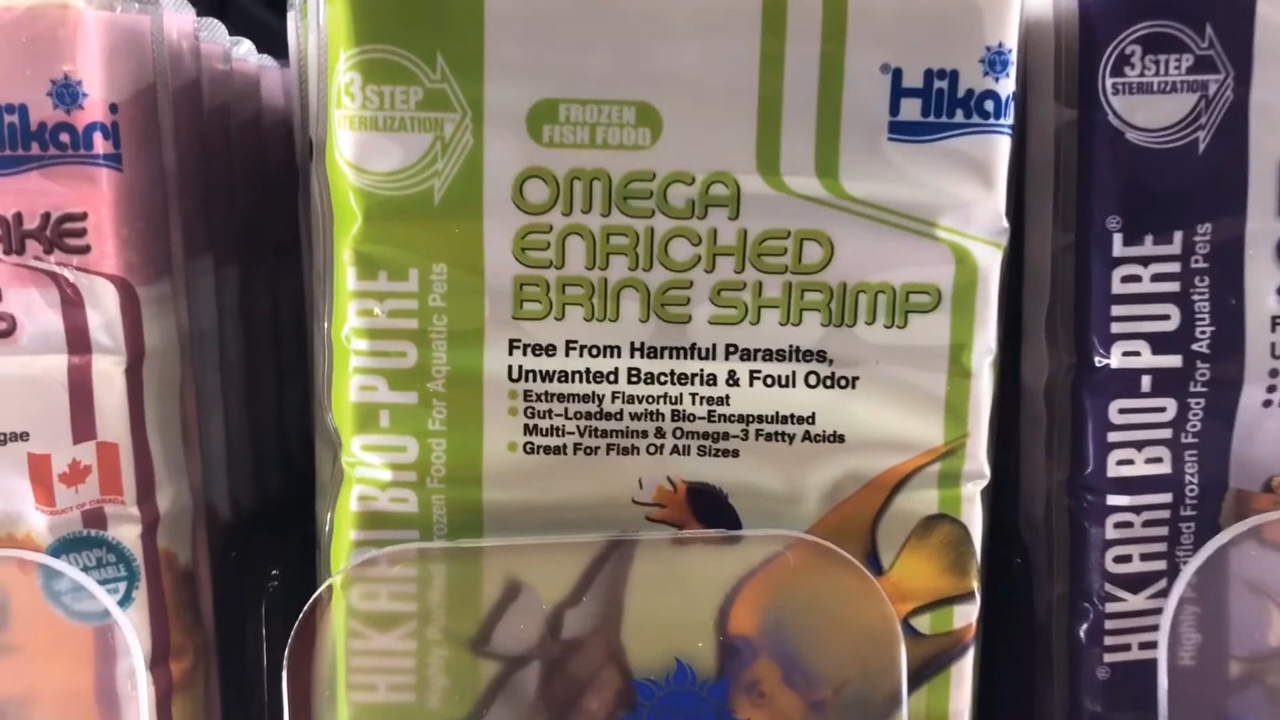 3 STEP
STERILIZATION
FROZEN
FISH FOOD
Hikari
OMEGA
ENRICHED
BRINE SHRIMP
Free From Harmful Parasites,
Unwanted Bacteria & Foul Odor
Extremely Flavorful Treat
Gut-Loaded with Bio-Encapsulated
Multi-Vitamins & Omega-3 Fatty Acids
Great For Fish Of All Sizes
HIKARI BIO-PURE®
Highly Purified Frozen Food For Aquatic Pets
Hikari
PRODUCT OF CANADA
100%
3 STEP
STERILIZATION
®HIKARI BIO-PURE®
Highly Purified Frozen Food For Aquatic Pets